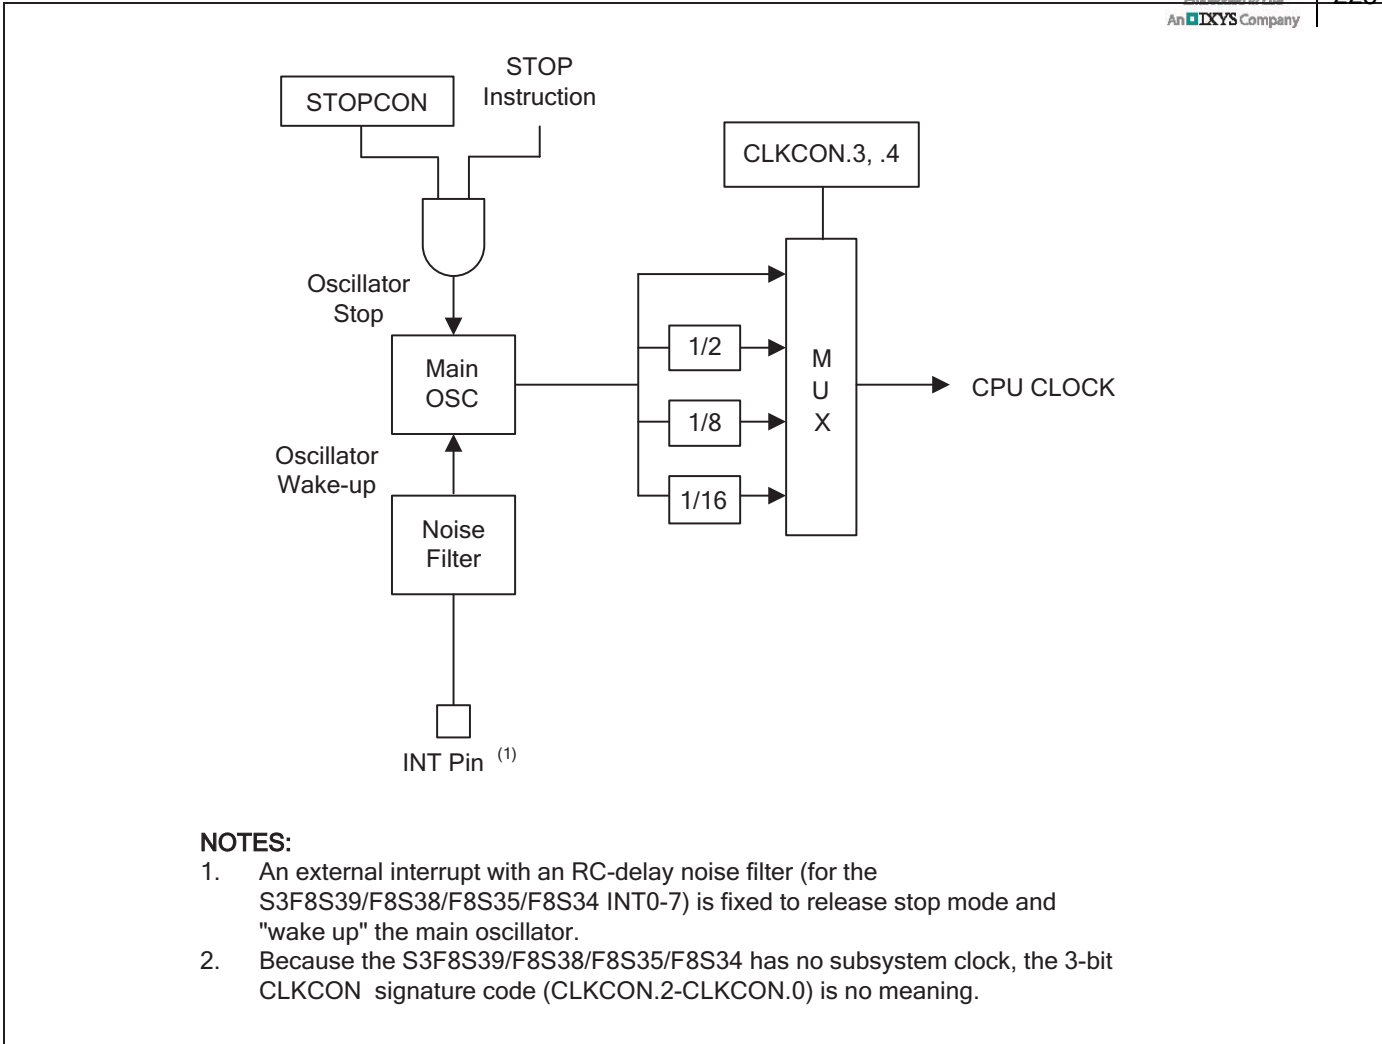 An IXYS Company
STOP
Instruction
STOPCON
CLKCON.3, .4
Oscillator
Stop
Main
OSC
1/2
1/8
1/16
M
U
X
CPU CLOCK
Oscillator
Wake-up
Noise
Filter
INT Pin (1)
NOTES:
1. An external interrupt with an RC-delay noise filter (for the
S3F8S39/F8S38/F8S35/F8S34 INT0-7) is fixed to release stop mode and
"wake up" the main oscillator.
2. Because the S3F8S39/F8S38/F8S35/F8S34 has no subsystem clock, the 3-bit
CLKCON signature code (CLKCON.2-CLKCON.0) is no meaning.